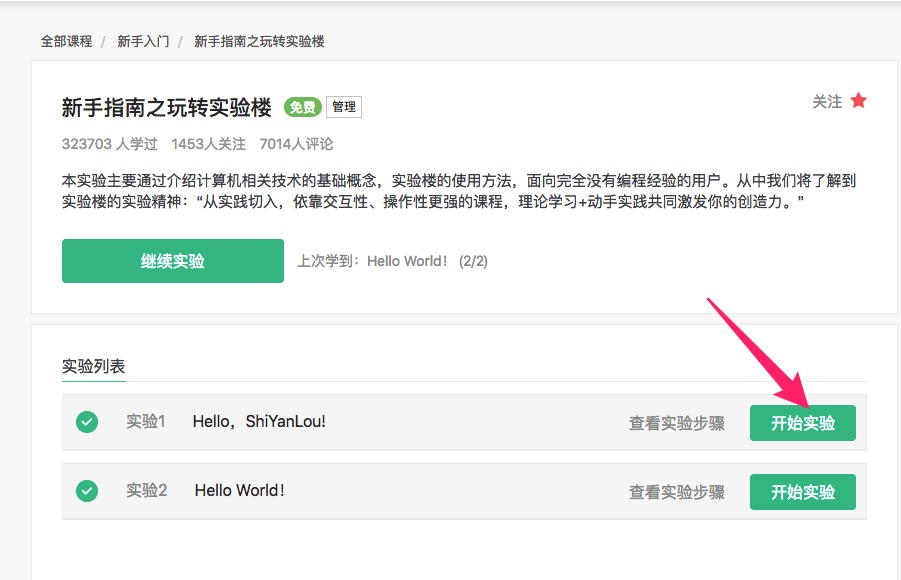 全部课程 / 新手入门 / 新手指南之玩转实验楼
新手指南之玩转实验楼 免费 管理 关注
323703 人学过 1453人关注 7014人评论
本实验主要通过介绍计算机相关技术的基础概念，实验楼的使用方法，面向完全没有编程经验的用户。从中我们将了解到
实验楼的实验精神：“从实践切入，依靠交互性、操作性更强的课程，理论学习+动手实践共同激发你的创造力。”
继续实验 上次学到：Hello World！ (2/2)
实验列表
实验1 Hello，ShiYanLou! 查看实验步骤 开始实验
实验2 Hello World！ 查看实验步骤 开始实验